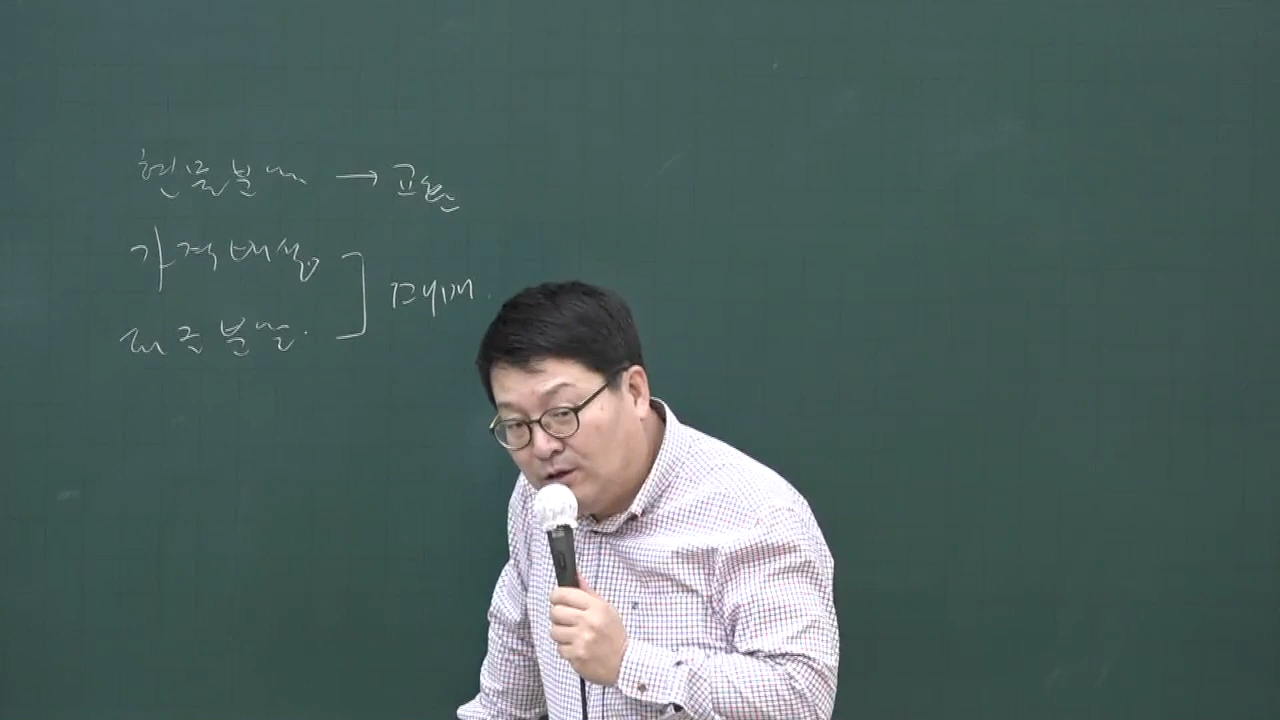 현물분할 → 교환
가격배상 ] 매매
대금분할.